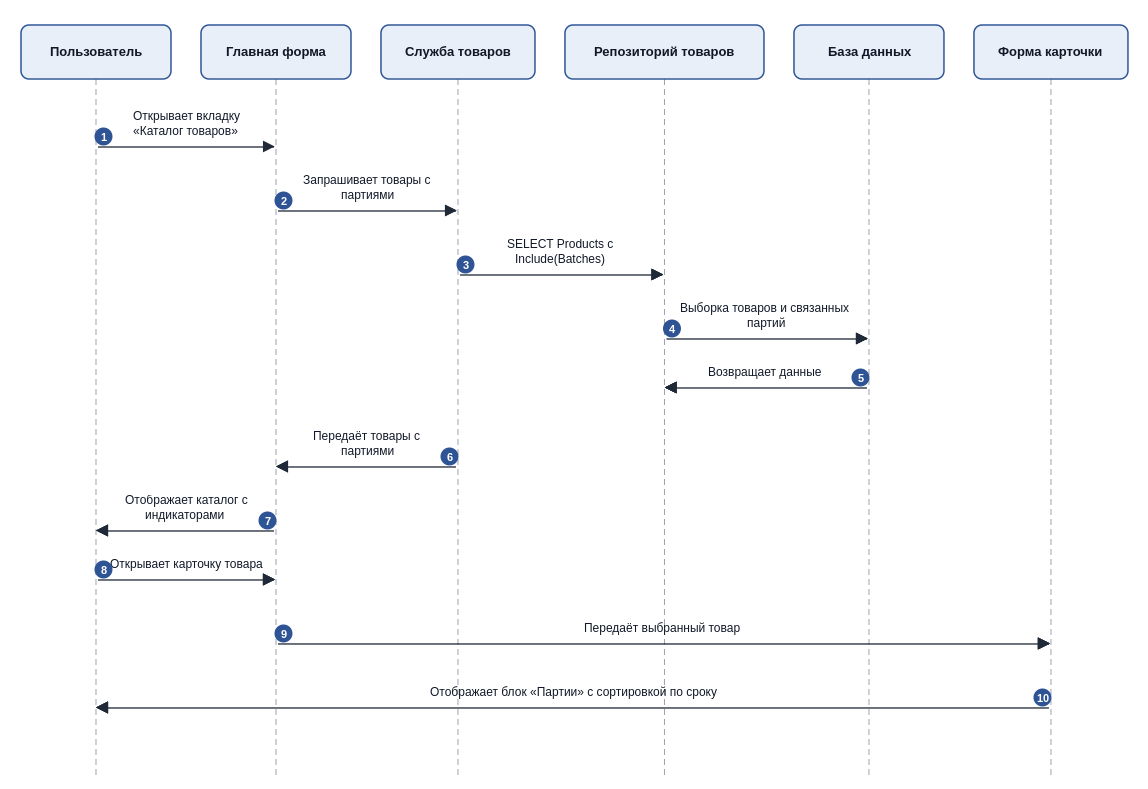 Пользователь
Главная форма
Служба товаров
Репозиторий товаров
База данных
Форма карточки
Открывает вкладку
«Каталог товаров»
1
Запрашивает товары с
партиями
2
SELECT Products с
Include(Batches)
3
Выборка товаров и связанных
партий
4
Возвращает данные
5
Передаёт товары с
партиями
6
Отображает каталог с
индикаторами
7
8
Открывает карточку товара
9
Передаёт выбранный товар
Отображает блок «Партии» с сортировкой по сроку
10